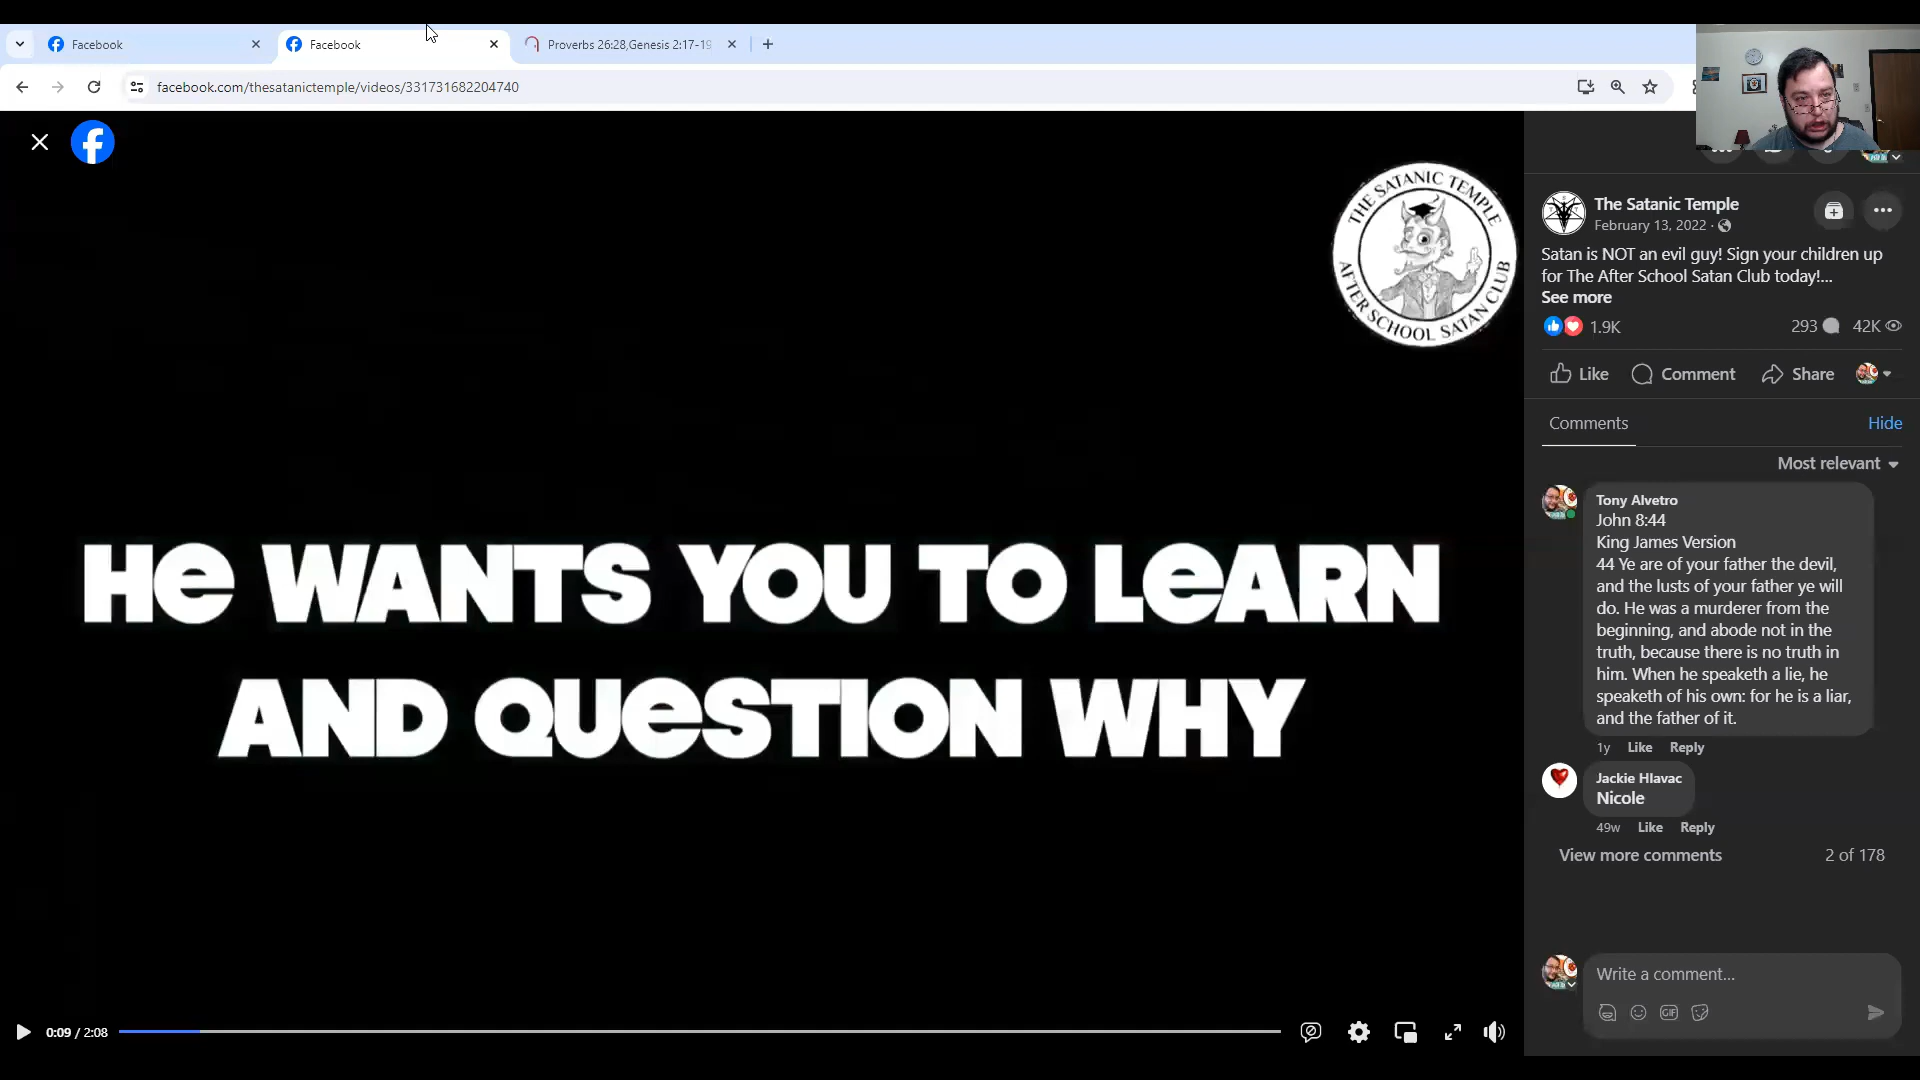 Facebook
Facebook
Proverbs 26:28,Genesis 2:17-19
facebook.com/thesatanictemple/videos/331731682204740
THE SATANIC TEMPLE
AFTER SCHOOL SATAN CLUB
The Satanic Temple
February 13, 2022 ·
Satan is NOT an evil guy! Sign your children up
for The After School Satan Club today!...
See more
1.9K
293
42K
Like
Comment
Share
Comments
Hide
Most relevant
He WANTS YOU TO LeARN
AND QUeSTION WHY
Tony Alvetro
John 8:44
King James Version
44 Ye are of your father the devil,
and the lusts of your father ye will
do. He was a murderer from the
beginning, and abode not in the
truth, because there is no truth in
him. When he speaketh a lie, he
speaketh of his own: for he is a liar,
and the father of it.
1y Like Reply
Jackie Hlavac
Nicole
49w Like Reply
View more comments
2 of 178
Write a comment...
GIF
0:09 / 2:08